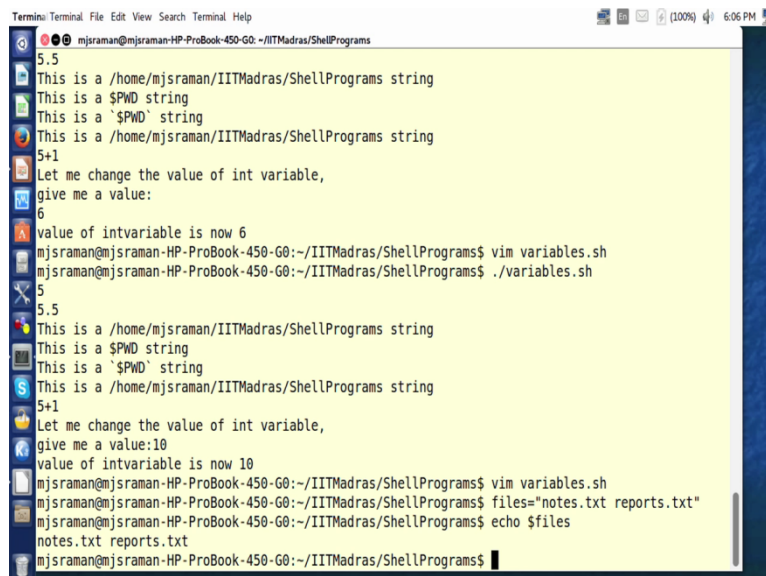 Termina Terminal File Edit View Search Terminal Help
En (100%) 6:06 PM
mjsraman@mjsraman-HP-ProBook-450-G0: ~/IITMadras/ShellPrograms
5.5
This is a /home/mjsraman/IITMadras/ShellPrograms string
This is a $PWD string
This is a `$PWD` string
This is a /home/mjsraman/IITMadras/ShellPrograms string
5+1
Let me change the value of int variable,
give me a value:
6
value of intvariable is now 6
mjsraman@mjsraman-HP-ProBook-450-G0:~/IITMadras/ShellPrograms$ vim variables.sh
mjsraman@mjsraman-HP-ProBook-450-G0:~/IITMadras/ShellPrograms$ ./variables.sh
5
5.5
This is a /home/mjsraman/IITMadras/ShellPrograms string
This is a $PWD string
This is a `$PWD` string
This is a /home/mjsraman/IITMadras/ShellPrograms string
5+1
Let me change the value of int variable,
give me a value:10
value of intvariable is now 10
mjsraman@mjsraman-HP-ProBook-450-G0:~/IITMadras/ShellPrograms$ vim variables.sh
mjsraman@mjsraman-HP-ProBook-450-G0:~/IITMadras/ShellPrograms$ files="notes.txt reports.txt"
mjsraman@mjsraman-HP-ProBook-450-G0:~/IITMadras/ShellPrograms$ echo $files
notes.txt reports.txt
mjsraman@mjsraman-HP-ProBook-450-G0:~/IITMadras/ShellPrograms$